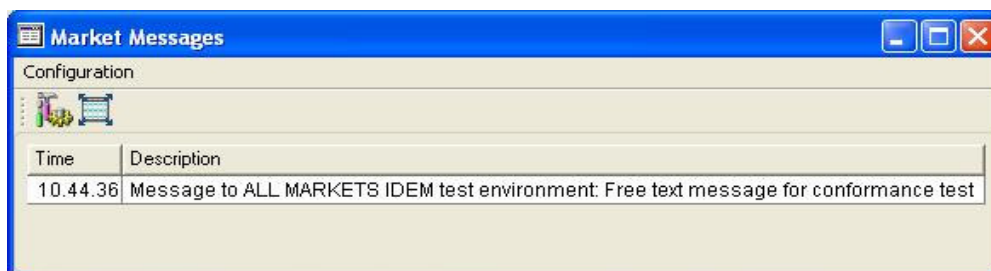 Market Messages
Configuration
Time Description
10.44.36 Message to ALL MARKETS IDEM test environment: Free text message for conformance test